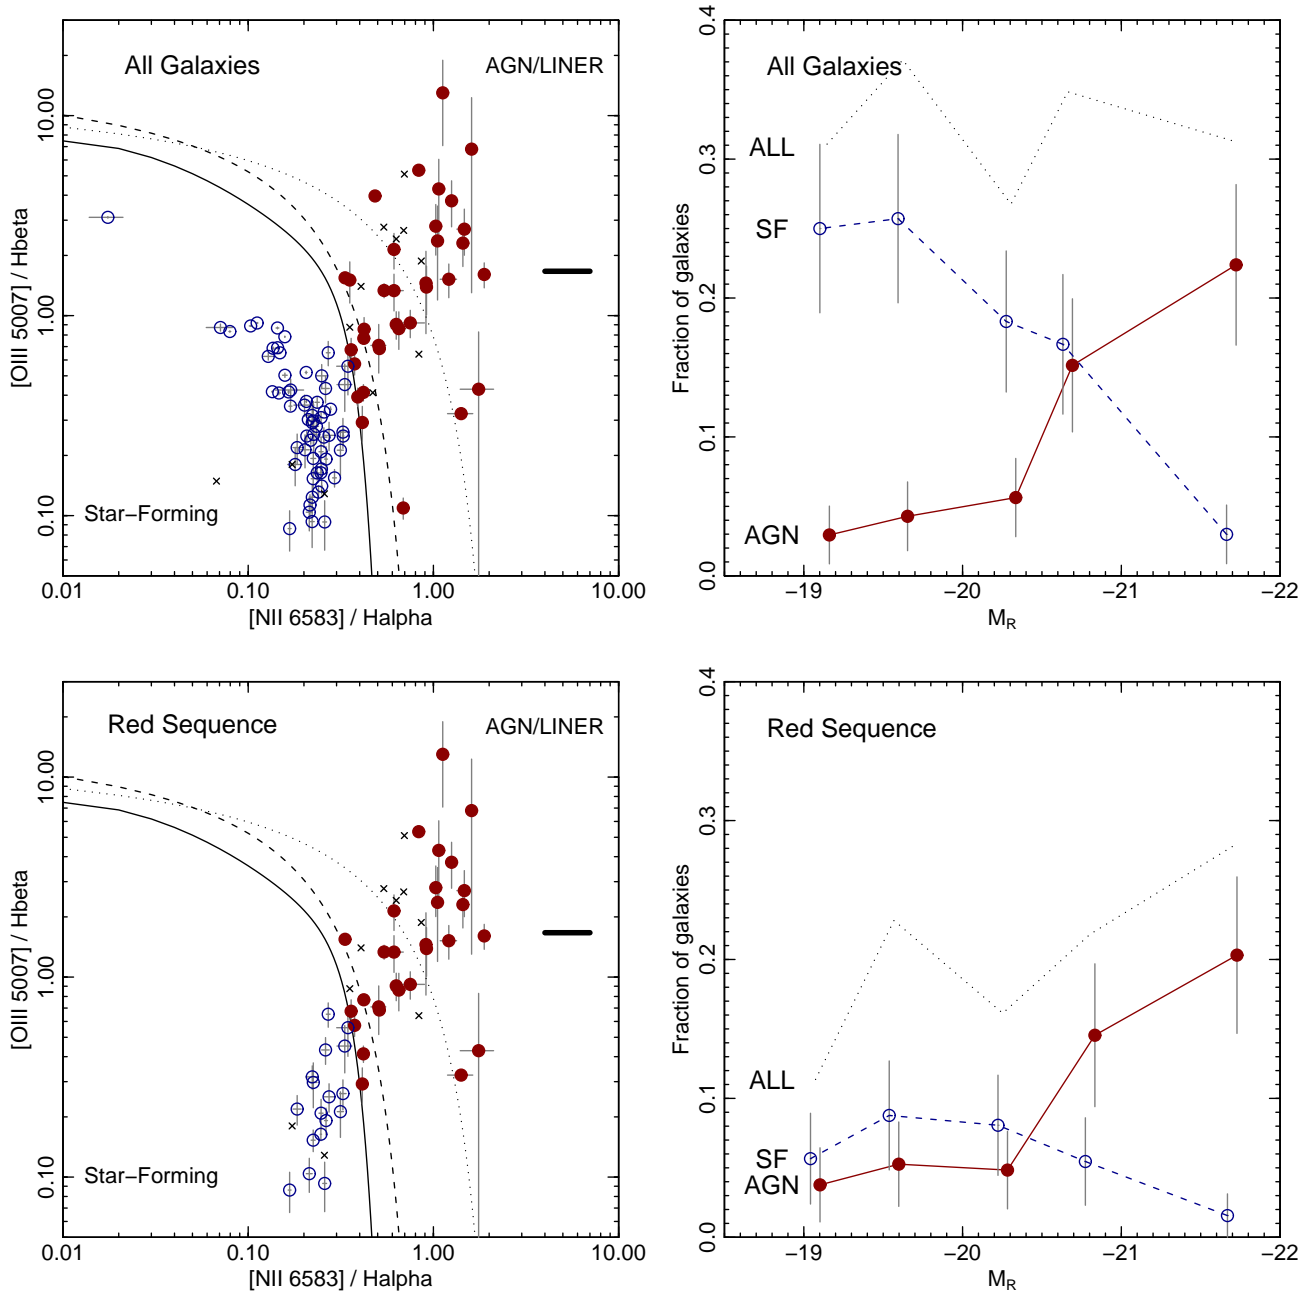 All Galaxies
AGN/LINER
Star−Forming
[OIII 5007] / Hbeta
0.10
1.00
10.00
0.01
0.10
1.00
10.00
[NII 6583] / Halpha
All Galaxies
ALL
SF
AGN
Fraction of galaxies
0.0
0.1
0.2
0.3
0.4
−19
−20
−21
−22
M_R
Red Sequence
AGN/LINER
Star−Forming
[OIII 5007] / Hbeta
0.10
1.00
10.00
0.01
0.10
1.00
10.00
[NII 6583] / Halpha
Red Sequence
ALL
SF
AGN
Fraction of galaxies
0.0
0.1
0.2
0.3
0.4
−19
−20
−21
−22
M_R